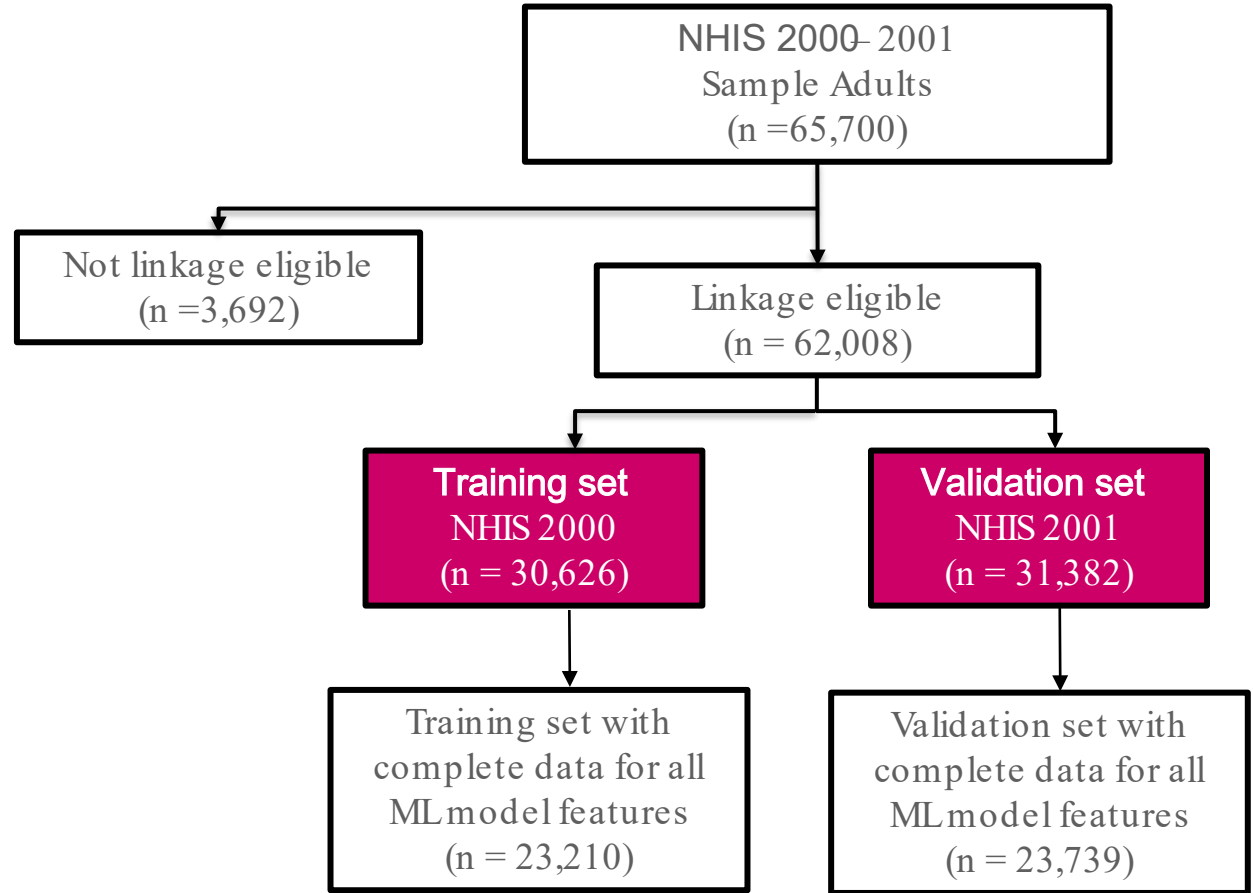 NHIS 2000–2001
Sample Adults
(n =65,700)
Not linkage eligible
(n =3,692)
Linkage eligible
(n = 62,008)
Training set
NHIS 2000
(n = 30,626)
Validation set
NHIS 2001
(n = 31,382)
Training set with
complete data for all
ML model features
(n = 23,210)
Validation set with
complete data for all
ML model features
(n = 23,739)